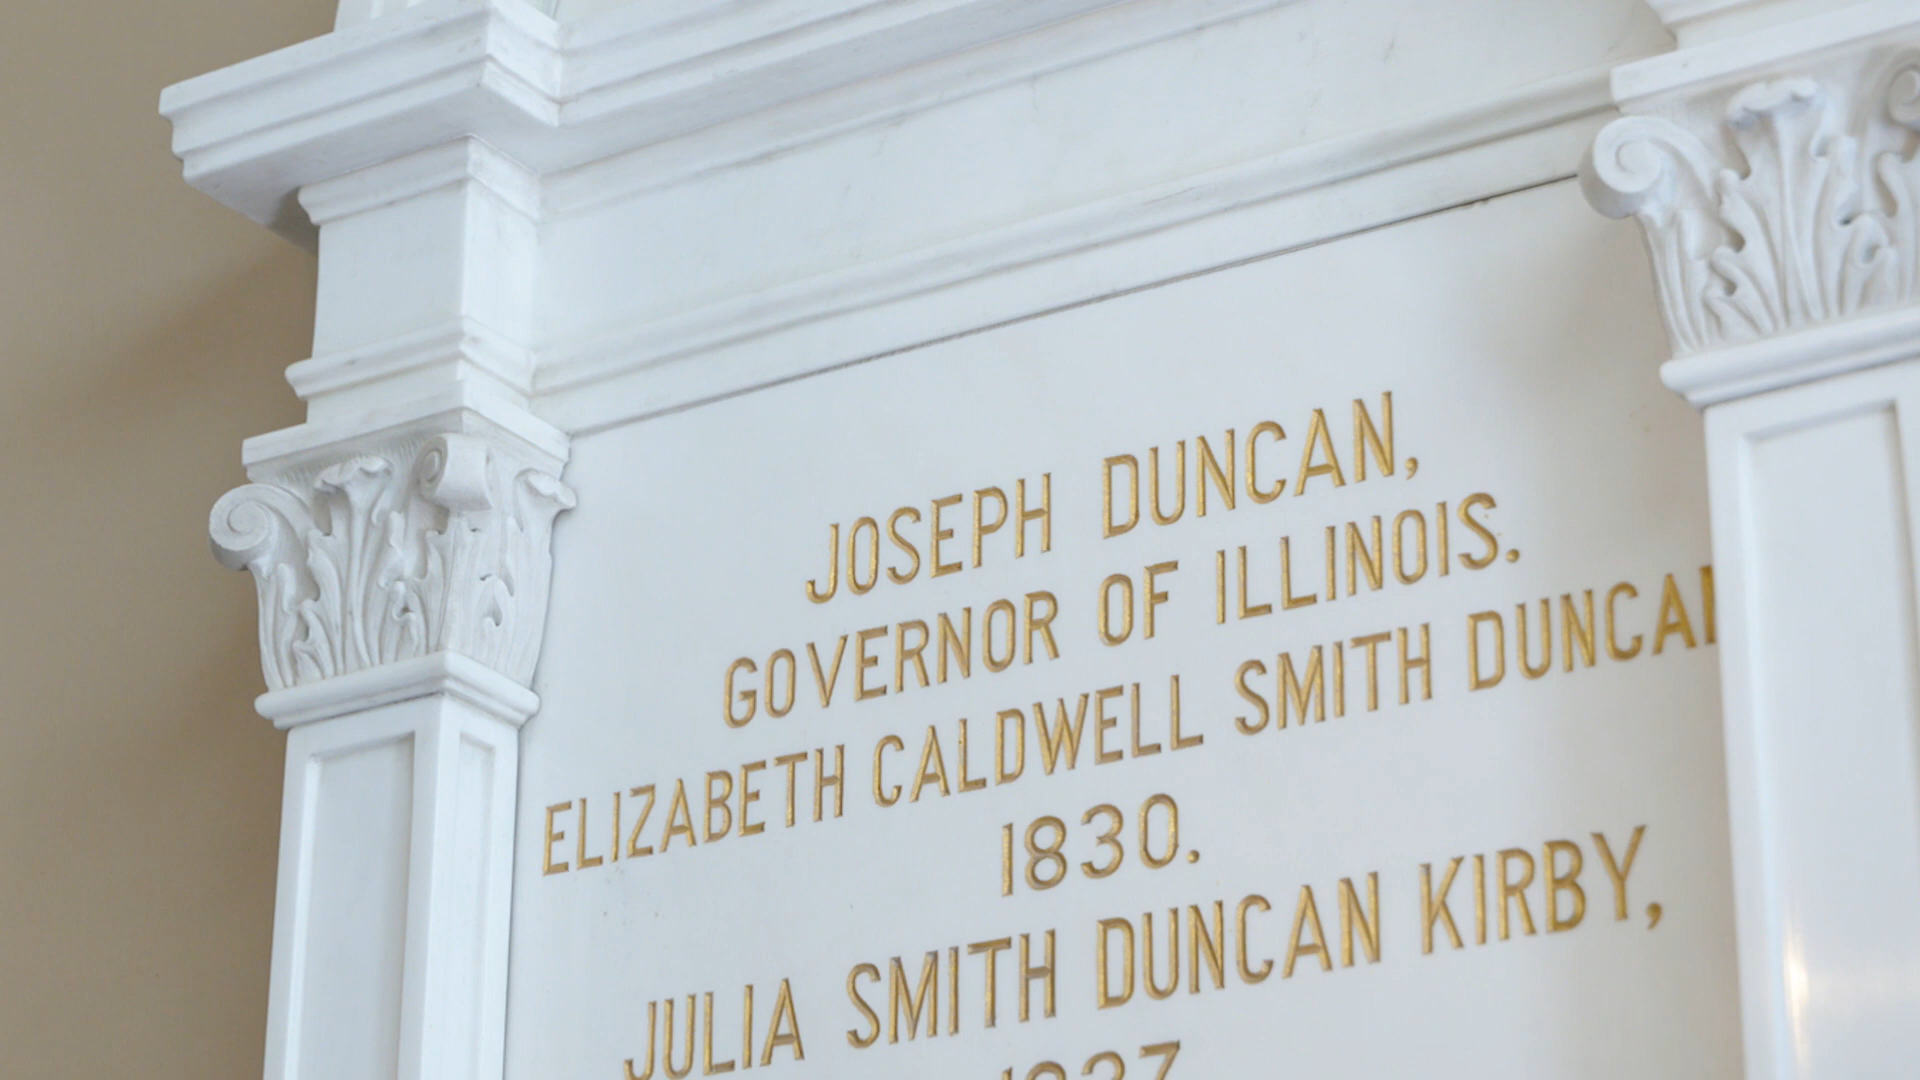 JOSEPH DUNCAN,
GOVERNOR OF ILLINOIS.
ELIZABETH CALDWELL SMITH DUNCAN
1830.
JULIA SMITH DUNCAN KIRBY,